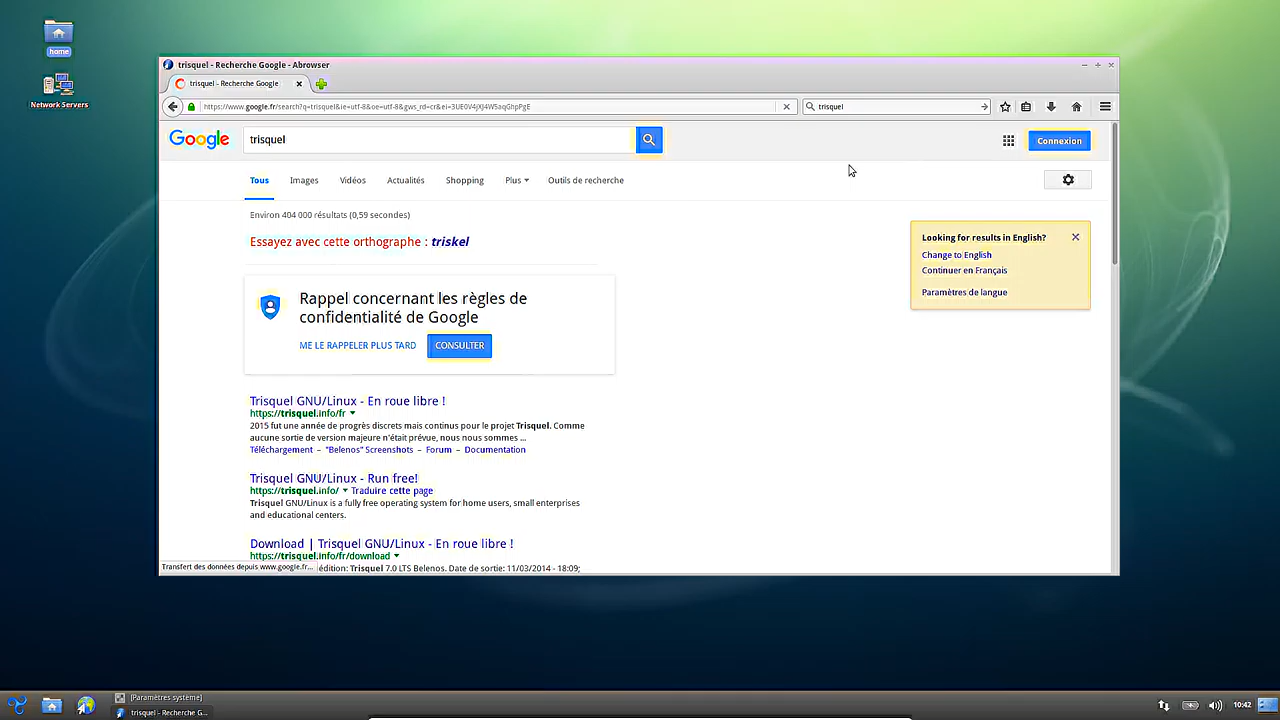 home
Network Servers
trisquel - Recherche Google - Abrowser
trisquel - Recherche Google
https://www.google.fr/search?q=trisquel&ie=utf-8&oe=utf-8&gws_rd=cr&ei=3UE0V4jXJ4W5aqGhpPgE
trisquel
Google
trisquel
Connexion
Tous Images Vidéos Actualités Shopping Plus Outils de recherche
Environ 404 000 résultats (0,59 secondes)
Essayez avec cette orthographe : triskel
Looking for results in English?
Change to English
Continuer en Français
Paramètres de langue
Rappel concernant les règles de
confidentialité de Google
ME LE RAPPELER PLUS TARD CONSULTER
Trisquel GNU/Linux - En roue libre !
https://trisquel.info/fr
2015 fut une année de progrès discrets mais continus pour le projet Trisquel. Comme
aucune sortie de version majeure n'était prévue, nous nous sommes ...
Téléchargement - "Belenos" Screenshots - Forum - Documentation
Trisquel GNU/Linux - Run free!
https://trisquel.info/ Traduire cette page
Trisquel GNU/Linux is a fully free operating system for home users, small enterprises
and educational centers.
Download | Trisquel GNU/Linux - En roue libre !
https://trisquel.info/fr/download
Transfert des données depuis www.google.fr... édition: Trisquel 7.0 LTS Belenos. Date de sortie: 11/03/2014 - 18:09;
[Paramètres système]
trisquel - Recherche G...
10:42